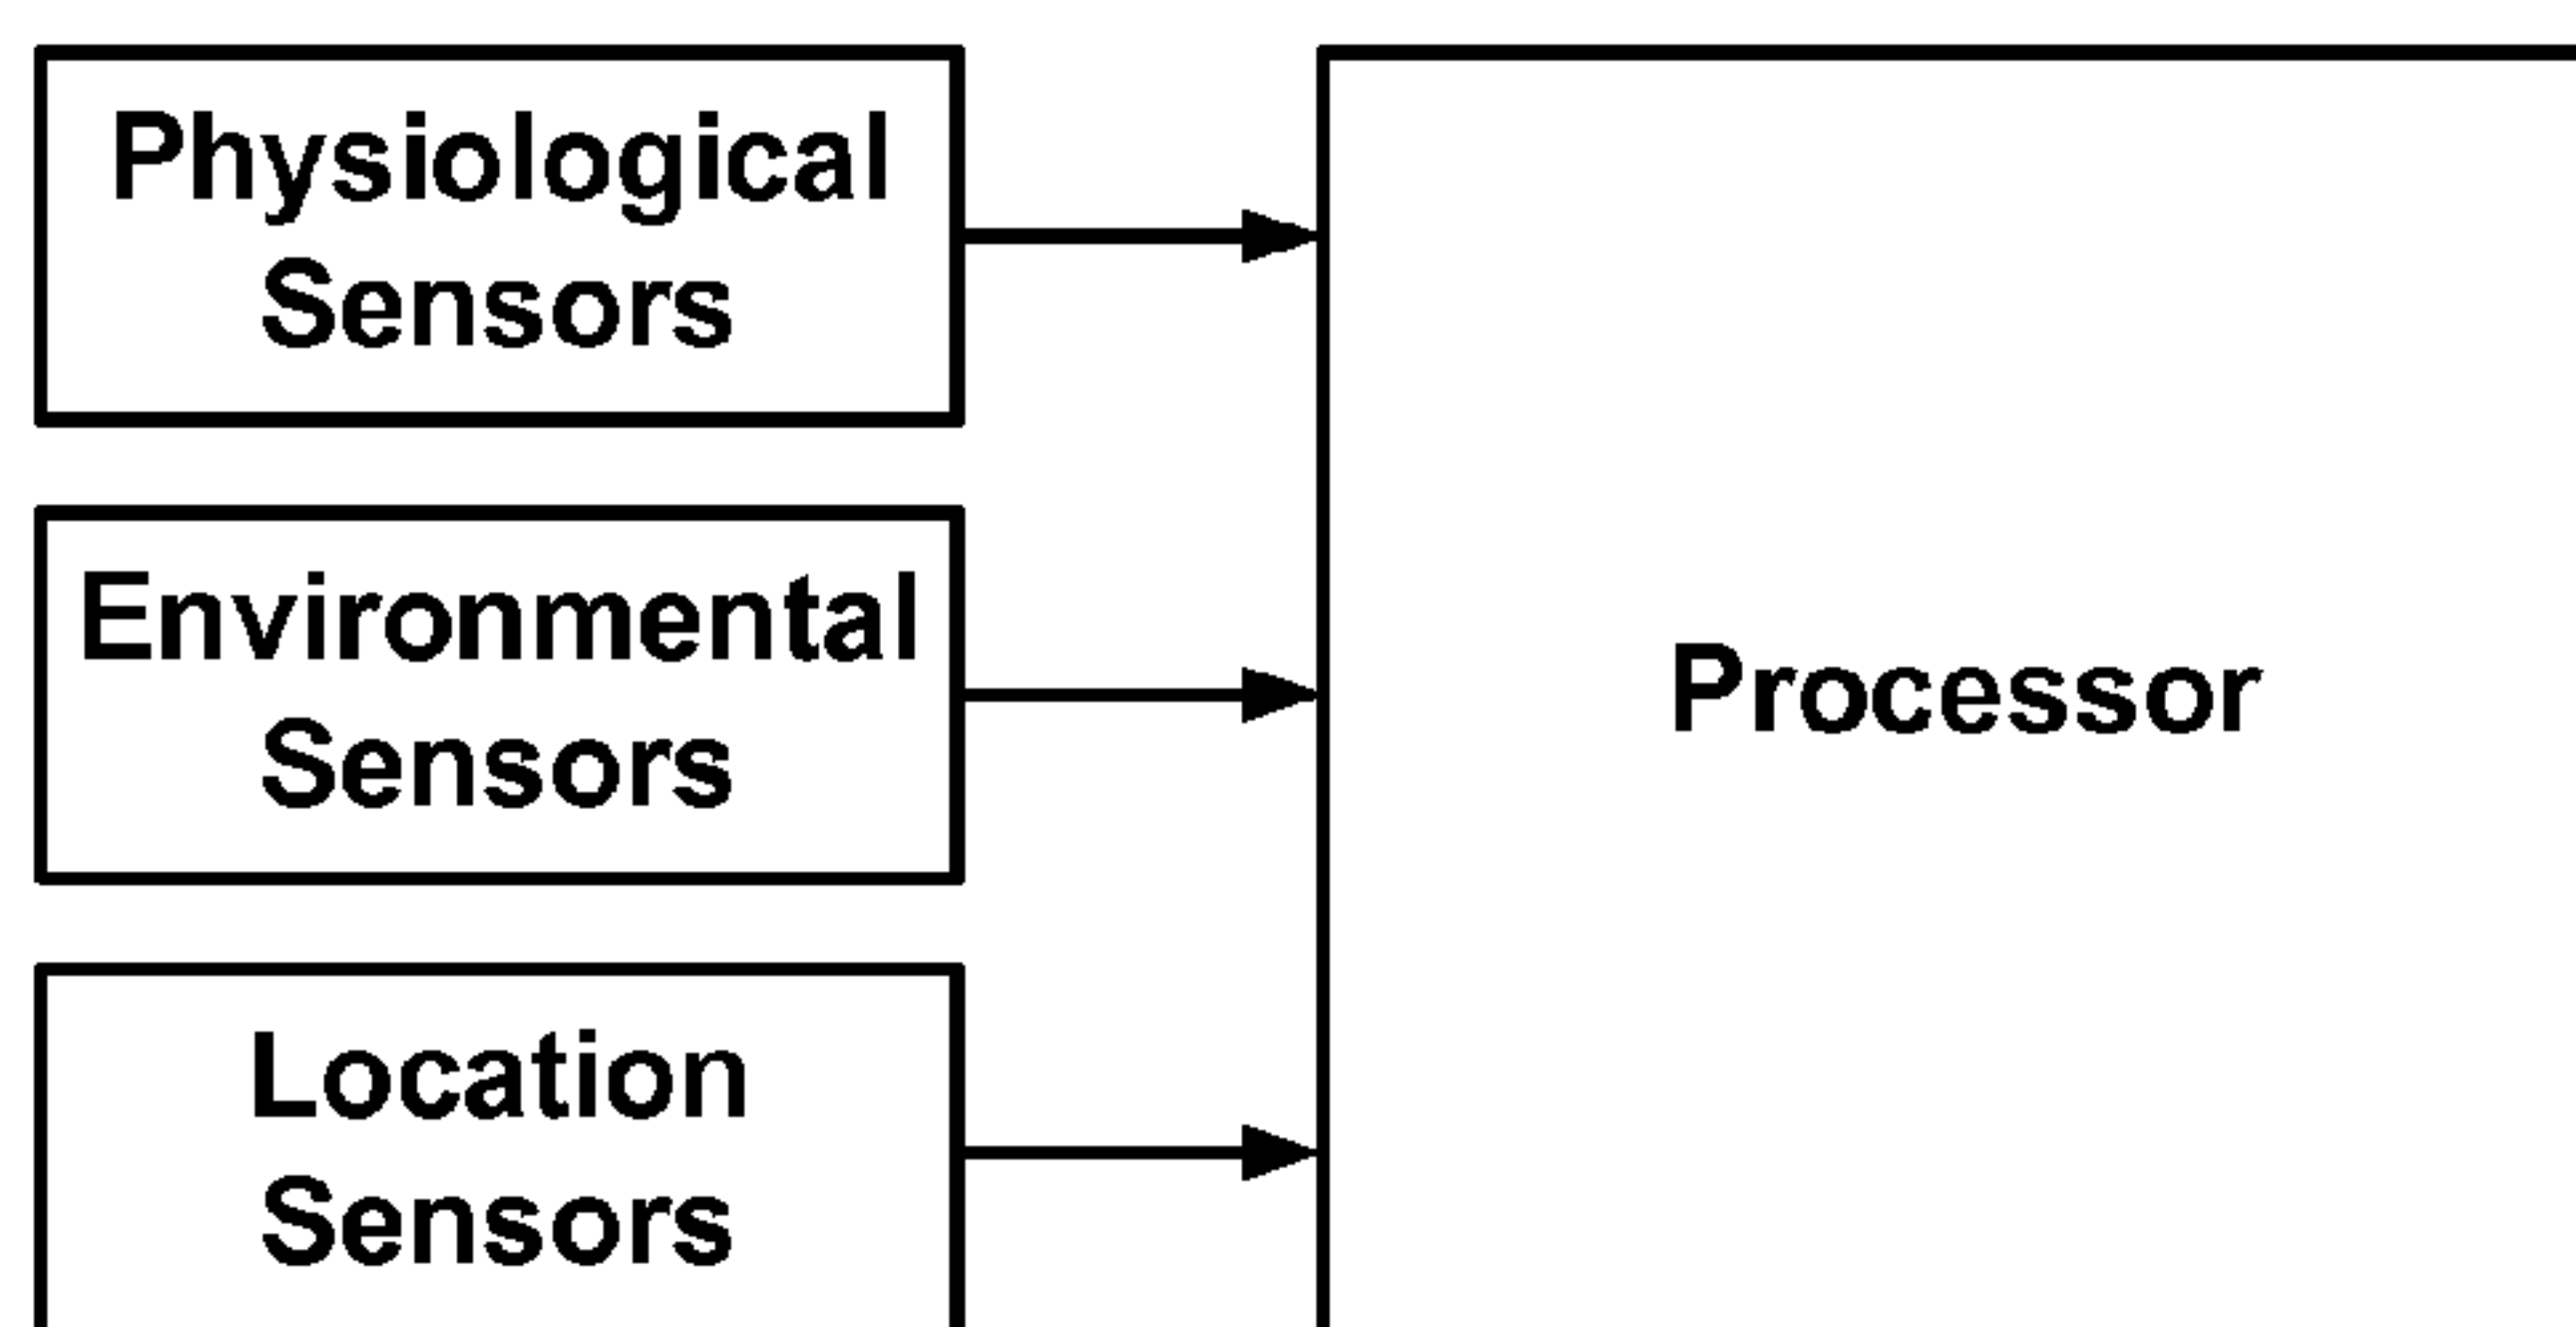 Physiological
Sensors
Environmental
Sensors
Processor
Location
Sensors